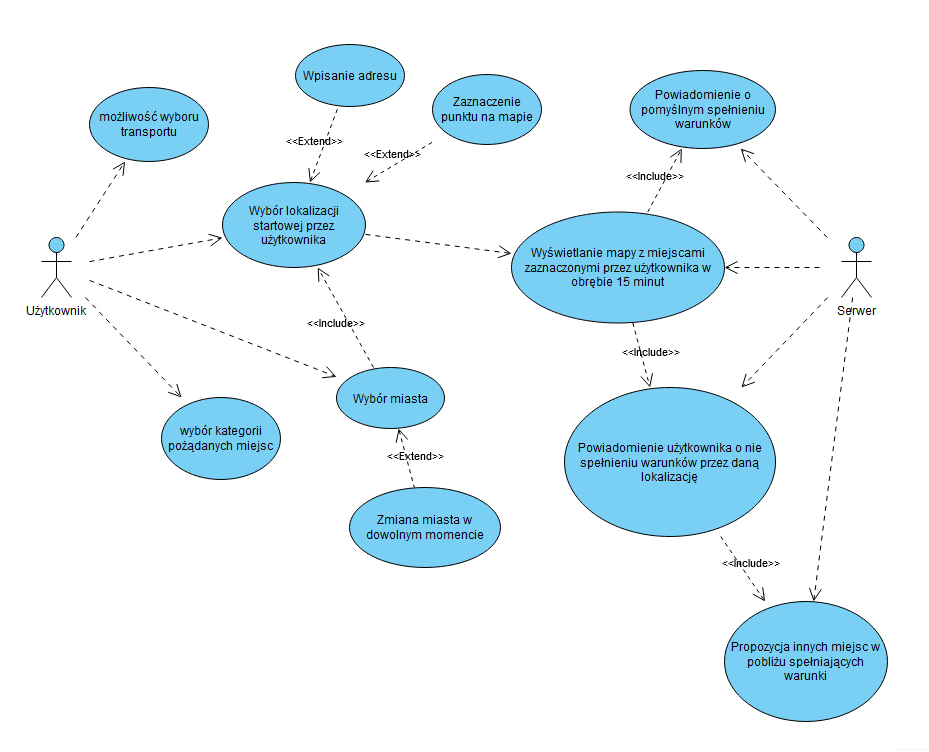 Wpisanie adresu
Zaznaczenie
punktu na mapie
Powiadomienie o
pomyślnym spełnieniu
warunków
możliwość wyboru
transportu
<<Extend>>
<<Extend>>
<<Include>>
Wybór lokalizacji
startowej przez
użytkownika
Wyświetlanie mapy z miejscami
zaznaczonymi przez użytkownika w
obrębie 15 minut
Użytkownik
Serwer
<<Include>>
<<Include>>
Wybór miasta
wybór kategorii
pożądanych miejsc
<<Extend>>
Powiadomienie użytkownika o nie
spełnieniu warunków przez daną
lokalizację
Zmiana miasta w
dowolnym momencie
<<Include>>
Propozycja innych miejsc w
pobliżu spełniających
warunki